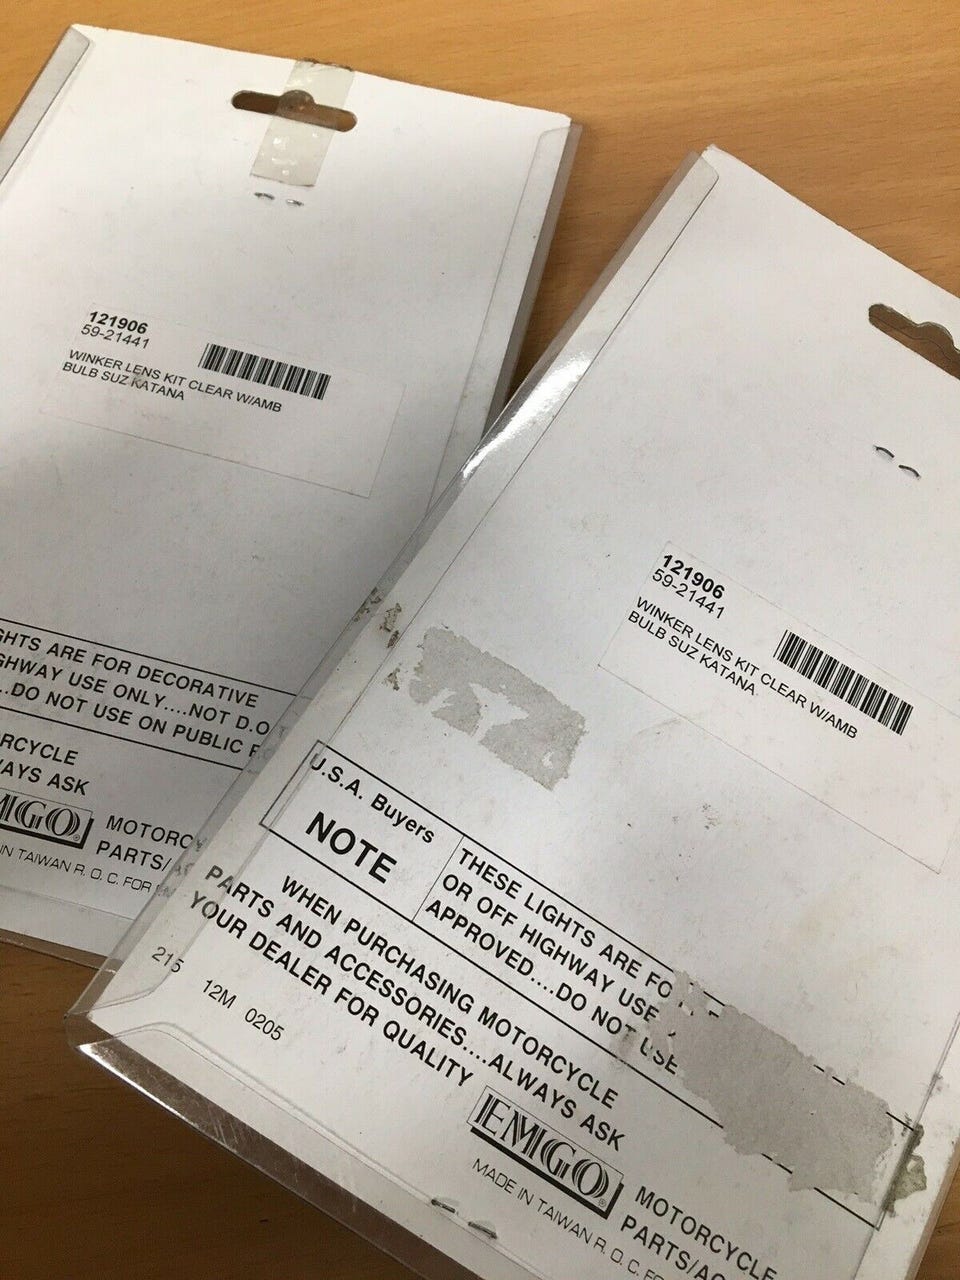 121906
59-21441
WINKER LENS KIT CLEAR W/AMB
BULB SUZ KATANA
GHTS ARE FOR DECORATIVE
GHWAY USE ONLY....NOT D.O
...DO NOT USE ON PUBLIC
RCYCLE
AYS ASK
EMGO
MOTORCY
PARTS/A
IN TAIWAN R. O. C. FOR
121906
59-21441
WINKER LENS KIT CLEAR W/AMB
BULB SUZ KATANA
U.S.A. Buyers
NOTE
THESE LIGHTS ARE FO
OR OFF HIGHWAY USE
APPROVED....DO NOT USE
WHEN PURCHASING MOTORCYCLE
PARTS AND ACCESSORIES....ALWAYS ASK
YOUR DEALER FOR QUALITY
EMGO®
MOTORCYCLE
PARTS/AC
MADE IN TAIWAN R. O. C. FO
215 12M 0205